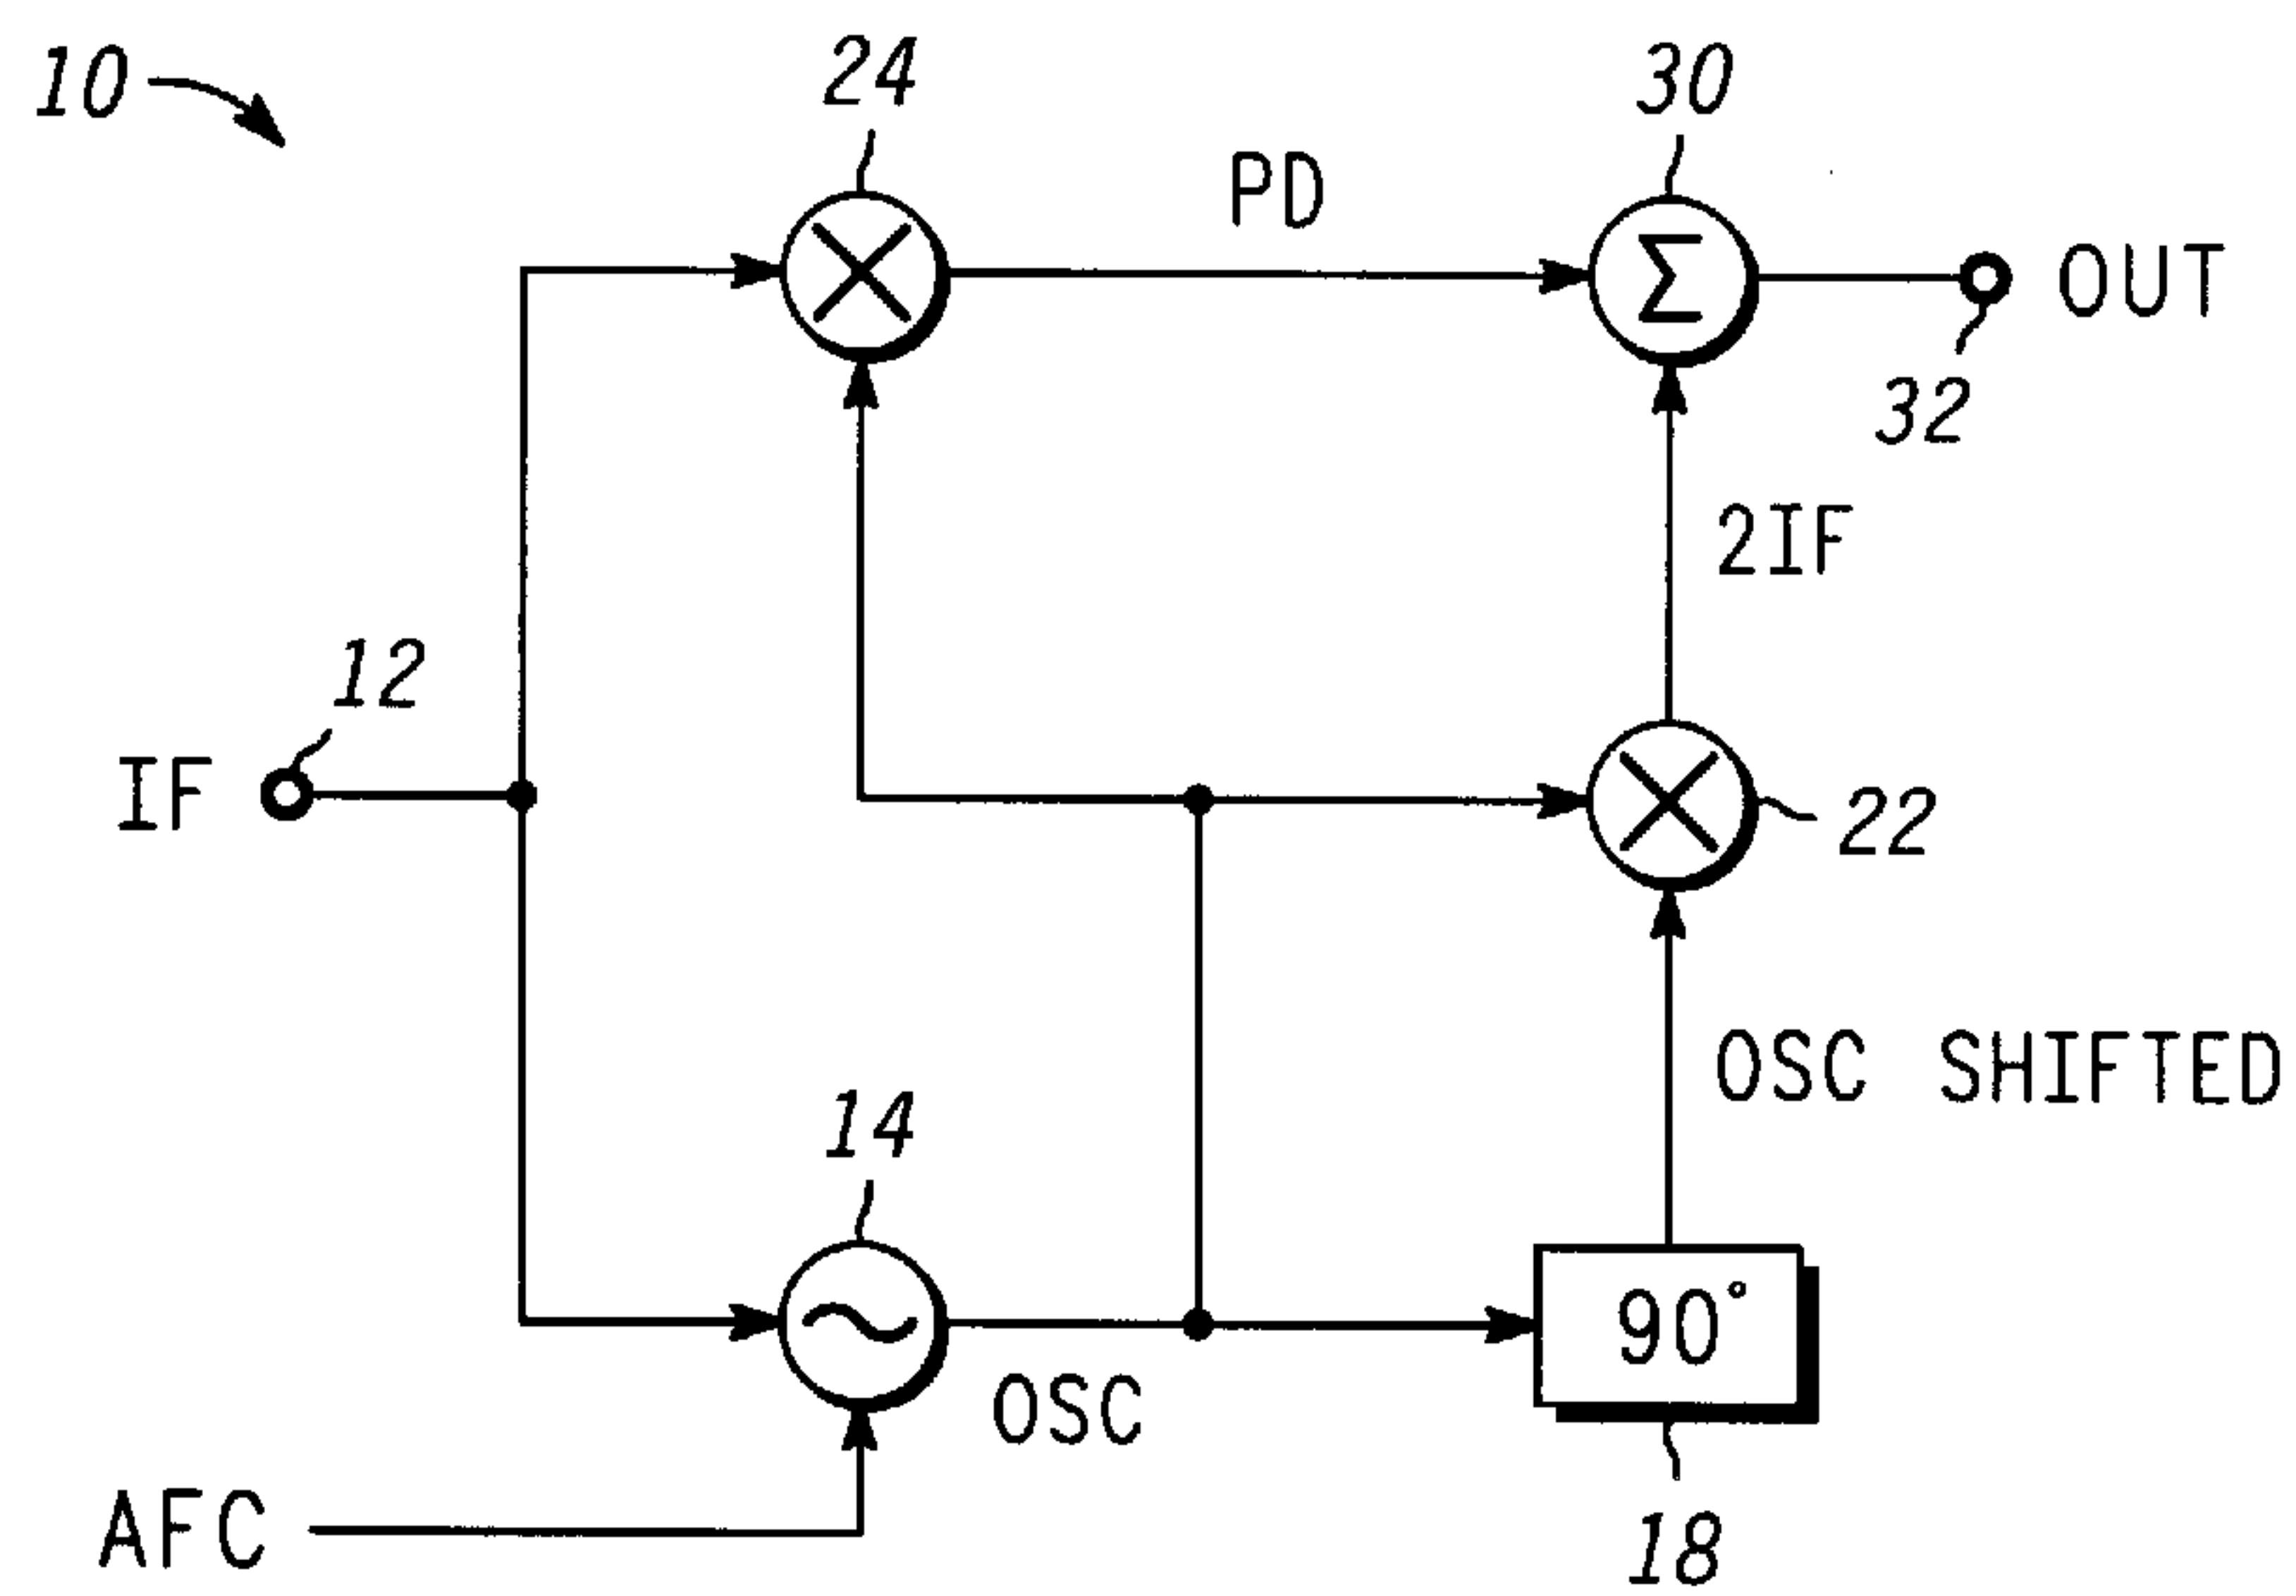 10
24
30
PD
Σ
OUT
32
2IF
12
IF
22
OSC SHIFTED
14
90°
OSC
AFC
18